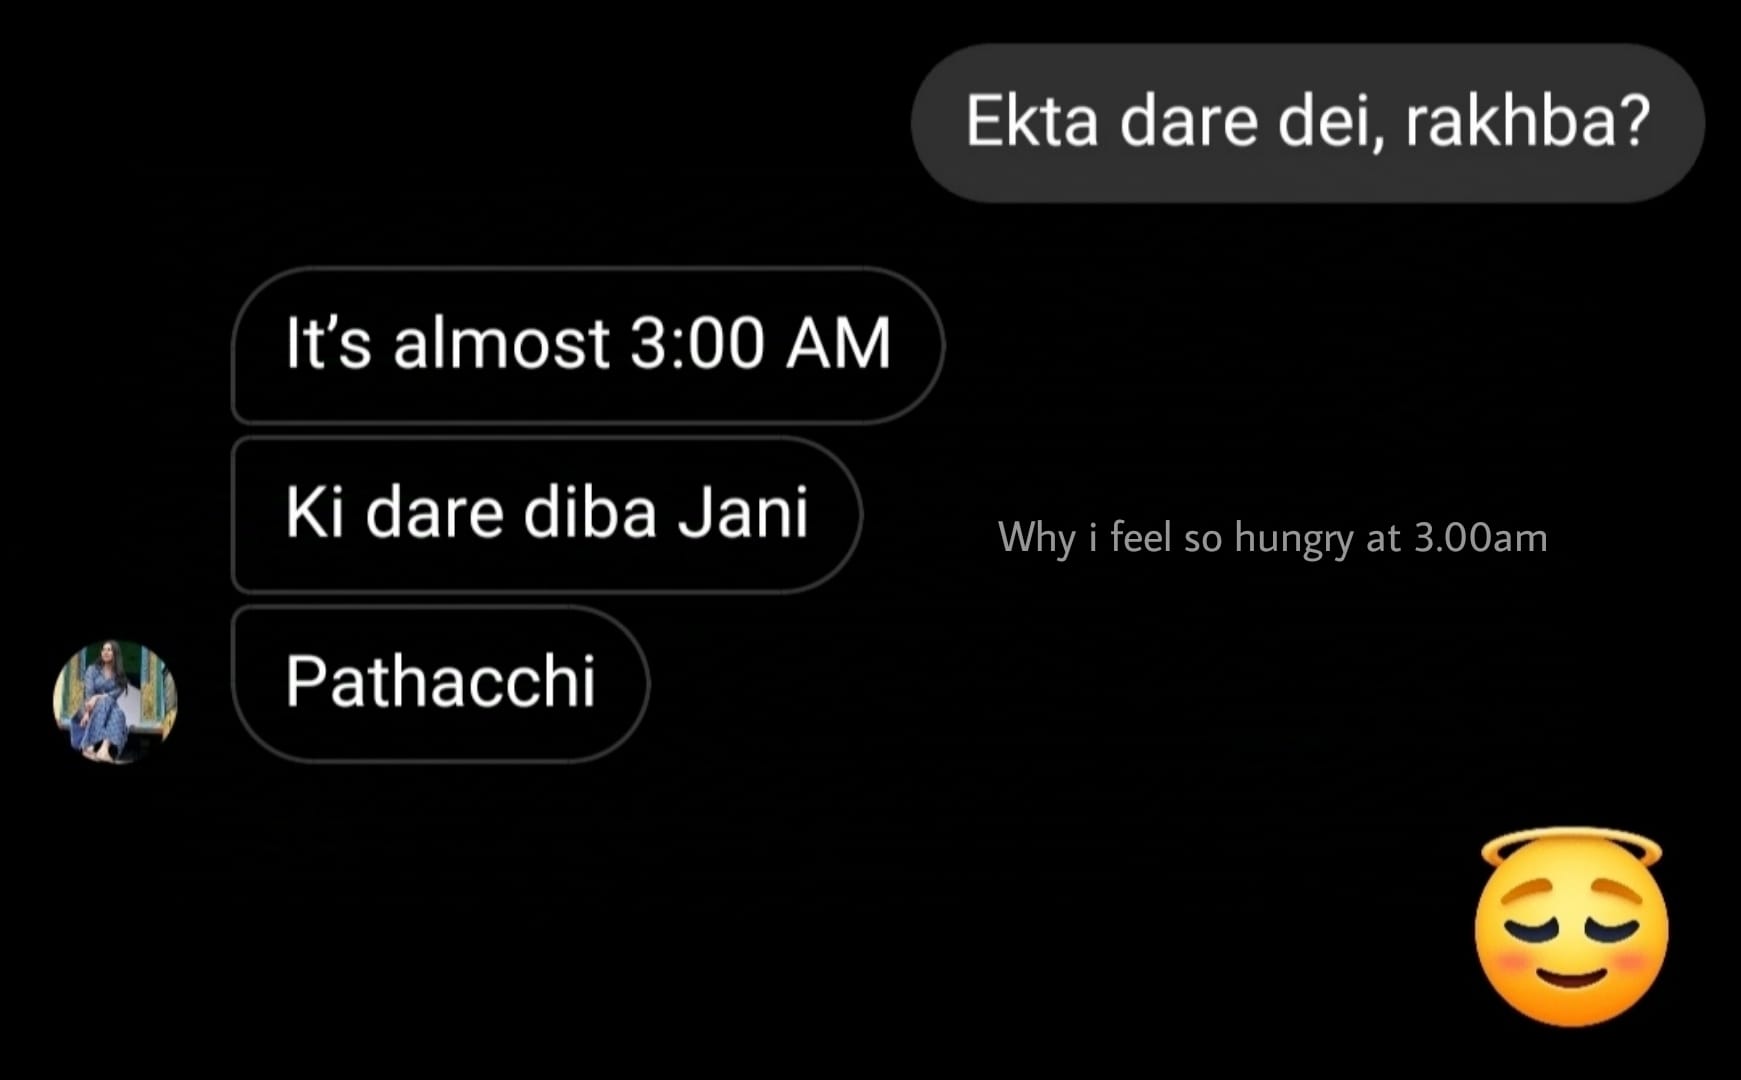 Ekta dare dei, rakhba?
It's almost 3:00 AM
Ki dare diba Jani
Why i feel so hungry at 3.00am
Pathacchi